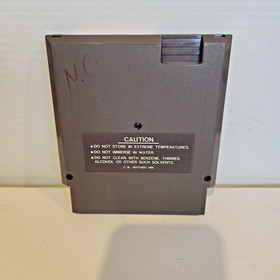 N.C
CAUTION
●DO NOT STORE IN EXTREME TEMPERATURES.
●DO NOT IMMERSE IN WATER.
●DO NOT CLEAN WITH BENZENE, THINNER,
ALCOHOL OR OTHER SUCH SOLVENTS.
NINTENDO